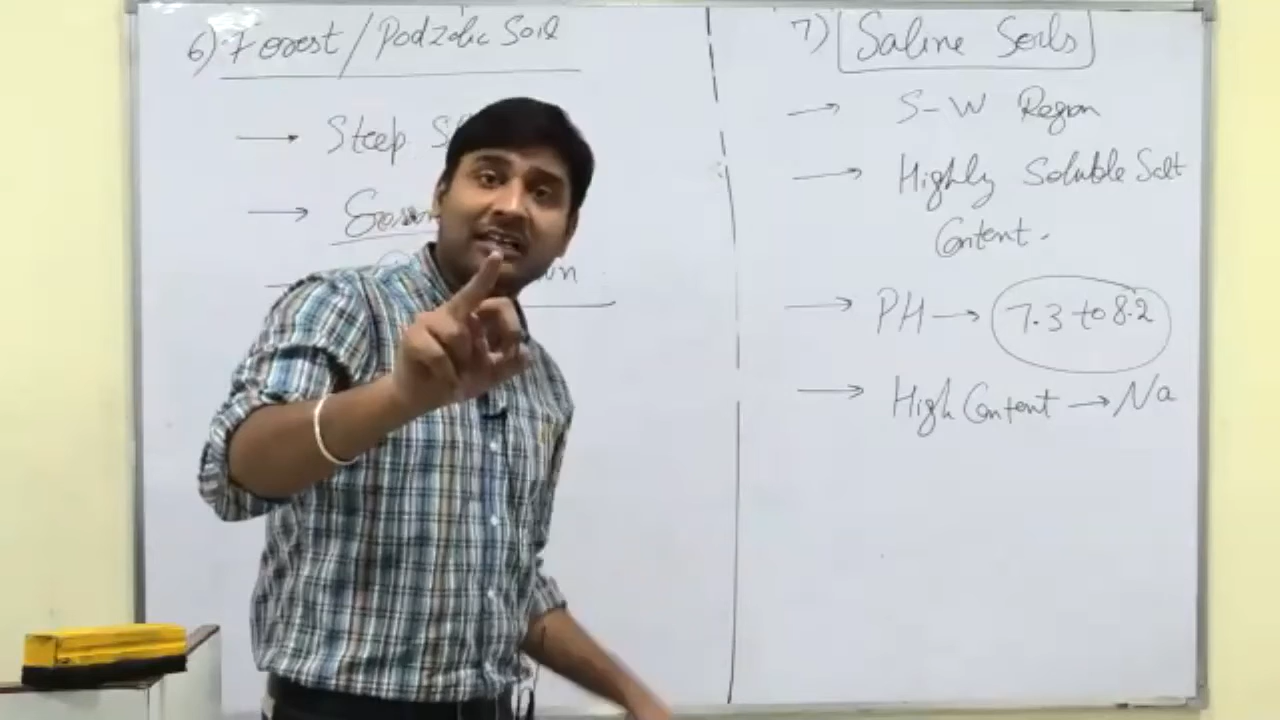 6) Forest / Podzolic Soil
Steep
7) Saline Soils
S-W Region
Highly Soluble Salt
Content.
PH → 7.3 to 8.2
High Content → Na